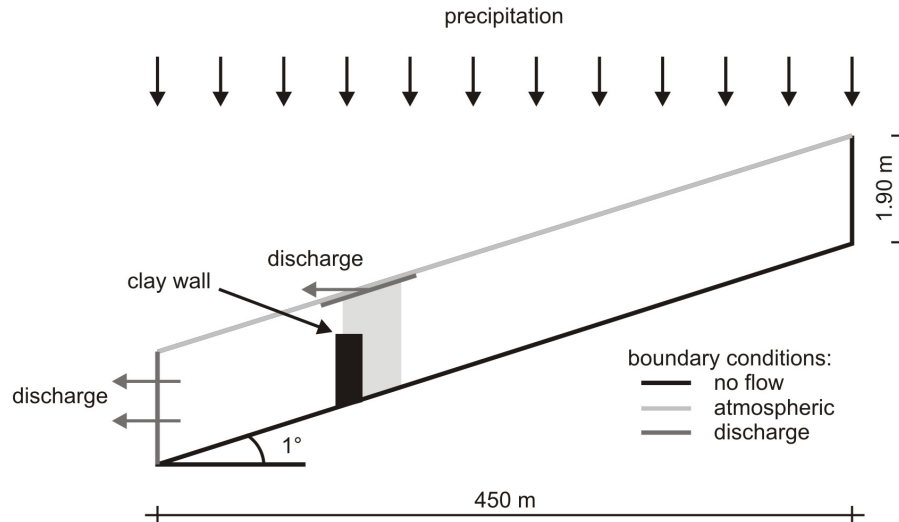 precipitation
1.90 m
discharge
clay wall
discharge
1°
boundary conditions:
no flow
atmospheric
discharge
450 m